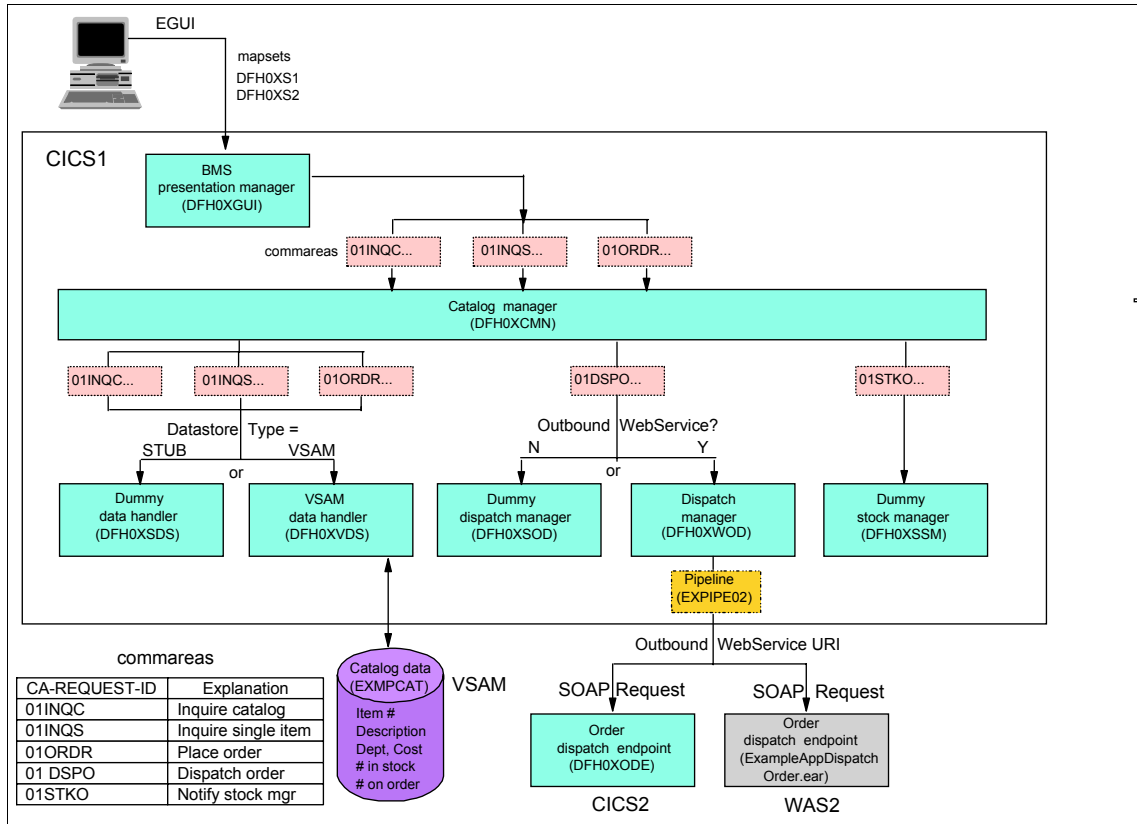 EGUI
mapsets
DFH0XS1
DFH0XS2
CICS1
BMS
presentation manager
(DFH0XGUI)
commareas
01INQC...
01INQS...
01ORDR...
Catalog manager
(DFH0XCMN)
01INQC...
01INQS...
01ORDR...
01DSPO...
01STKO...
Datastore Type =
STUB
or
VSAM
Outbound WebService?
N
or
Y
Dummy
data handler
(DFH0XSDS)
VSAM
data handler
(DFH0XVDS)
Dummy
dispatch manager
(DFH0XSOD)
Dispatch
manager
(DFH0XWOD)
Dummy
stock manager
(DFH0XSSM)
Pipeline
(EXPIPE02)
Outbound WebService URI
commareas
CA-REQUEST-ID Explanation
01INQC Inquire catalog
01INQS Inquire single item
01ORDR Place order
01 DSPO Dispatch order
01STKO Notify stock mgr
Catalog data
(EXMPCAT)
VSAM
Item #
Description
Dept, Cost
# in stock
# on order
SOAP Request
SOAP Request
Order
dispatch endpoint
(DFH0XODE)
CICS2
Order
dispatch endpoint
(ExampleAppDispatch
Order.ear)
WAS2